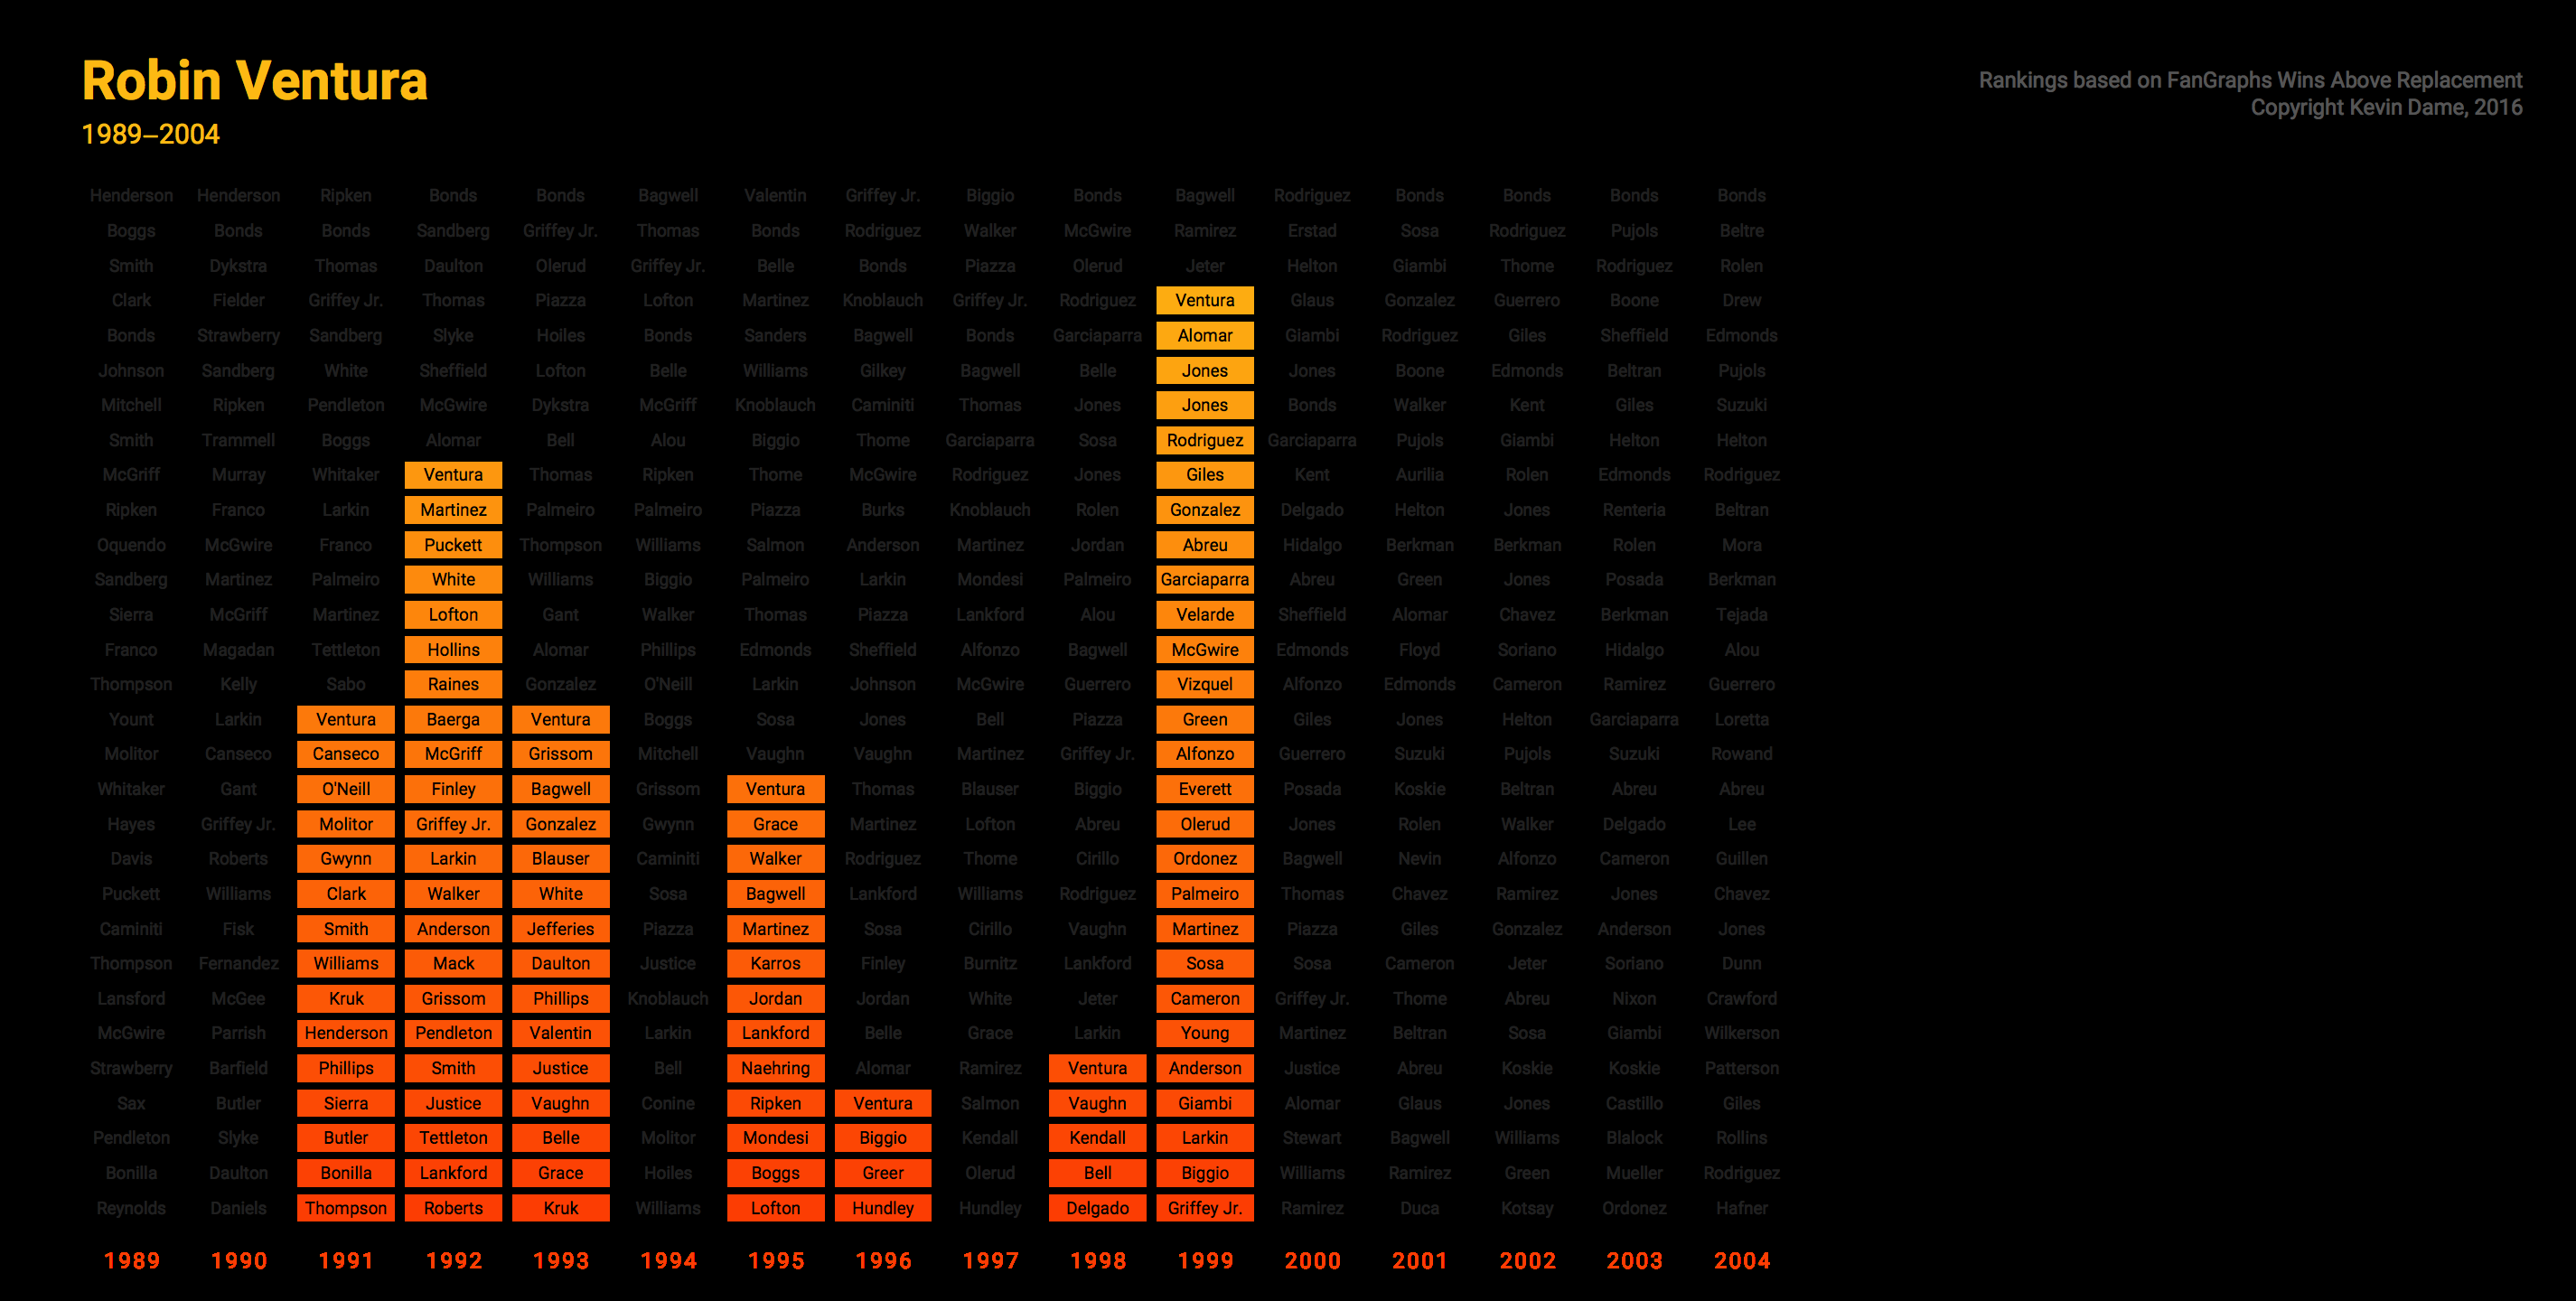 Robin Ventura
1989–2004
Rankings based on FanGraphs Wins Above Replacement
Copyright Kevin Dame, 2016
Henderson Henderson Ripken Bonds Bonds Bagwell Valentin Griffey Jr. Biggio Bonds Bagwell Rodriguez Bonds Bonds Bonds Bonds
Boggs Bonds Bonds Sandberg Griffey Jr. Thomas Bonds Rodriguez Walker McGwire Ramirez Erstad Sosa Rodriguez Pujols Beltre
Smith Dykstra Thomas Daulton Olerud Griffey Jr. Belle Bonds Piazza Olerud Jeter Helton Giambi Thome Rodriguez Rolen
Clark Fielder Griffey Jr. Thomas Piazza Lofton Martinez Knoblauch Griffey Jr. Rodriguez Ventura Glaus Gonzalez Guerrero Boone Drew
Bonds Strawberry Sandberg Slyke Hoiles Bonds Sanders Bagwell Bonds Garciaparra Alomar Giambi Rodriguez Giles Sheffield Edmonds
Johnson Sandberg White Sheffield Lofton Belle Williams Gilkey Bagwell Belle Jones Jones Boone Edmonds Beltran Pujols
Mitchell Ripken Pendleton McGwire Dykstra McGriff Knoblauch Caminiti Thomas Jones Jones Bonds Walker Kent Giles Suzuki
Smith Trammell Boggs Alomar Bell Alou Biggio Thome Garciaparra Sosa Rodriguez Garciaparra Pujols Giambi Helton Helton
McGriff Murray Whitaker Ventura Thomas Ripken Thome McGwire Rodriguez Jones Giles Kent Aurilia Rolen Edmonds Rodriguez
Ripken Franco Larkin Martinez Palmeiro Palmeiro Piazza Burks Knoblauch Rolen Gonzalez Delgado Helton Jones Renteria Beltran
Oquendo McGwire Franco Puckett Thompson Williams Salmon Anderson Martinez Jordan Abreu Hidalgo Berkman Berkman Rolen Mora
Sandberg Martinez Palmeiro White Williams Biggio Palmeiro Larkin Mondesi Palmeiro Garciaparra Abreu Green Jones Posada Berkman
Sierra McGriff Martinez Lofton Gant Walker Thomas Piazza Lankford Alou Velarde Sheffield Alomar Chavez Berkman Tejada
Franco Magadan Tettleton Hollins Alomar Phillips Edmonds Sheffield Alfonzo Bagwell McGwire Edmonds Floyd Soriano Hidalgo Alou
Thompson Kelly Sabo Raines Gonzalez O'Neill Larkin Johnson McGwire Guerrero Vizquel Alfonzo Edmonds Cameron Ramirez Guerrero
Yount Larkin Ventura Baerga Ventura Boggs Sosa Jones Bell Piazza Green Giles Jones Helton Garciaparra Loretta
Molitor Canseco Canseco McGriff Grissom Mitchell Vaughn Vaughn Martinez Griffey Jr. Alfonzo Guerrero Suzuki Pujols Suzuki Rowand
Whitaker Gant O'Neill Finley Bagwell Grissom Ventura Thomas Blauser Biggio Everett Posada Koskie Beltran Abreu Abreu
Hayes Griffey Jr. Molitor Griffey Jr. Gonzalez Gwynn Grace Martinez Lofton Abreu Olerud Jones Rolen Walker Delgado Lee
Davis Roberts Gwynn Larkin Blauser Caminiti Walker Rodriguez Thome Cirillo Ordonez Bagwell Nevin Alfonzo Cameron Guillen
Puckett Williams Clark Walker White Sosa Bagwell Lankford Williams Rodriguez Palmeiro Thomas Chavez Ramirez Jones Chavez
Caminiti Fisk Smith Anderson Jefferies Piazza Martinez Sosa Cirillo Vaughn Martinez Piazza Giles Gonzalez Anderson Jones
Thompson Fernandez Williams Mack Daulton Justice Karros Finley Burnitz Lankford Sosa Sosa Cameron Jeter Soriano Dunn
Lansford McGee Kruk Grissom Phillips Knoblauch Jordan Jordan White Jeter Cameron Griffey Jr. Thome Abreu Nixon Crawford
McGwire Parrish Henderson Pendleton Valentin Larkin Lankford Belle Grace Larkin Young Martinez Beltran Sosa Giambi Wilkerson
Strawberry Barfield Phillips Smith Justice Bell Naehring Alomar Ramirez Ventura Anderson Justice Abreu Koskie Koskie Patterson
Sax Butler Sierra Justice Vaughn Conine Ripken Ventura Salmon Vaughn Giambi Alomar Glaus Jones Castillo Giles
Pendleton Slyke Butler Tettleton Belle Molitor Mondesi Biggio Kendall Kendall Larkin Stewart Bagwell Williams Blalock Rollins
Bonilla Daulton Bonilla Lankford Grace Hoiles Boggs Greer Olerud Bell Biggio Williams Ramirez Green Mueller Rodriguez
Reynolds Daniels Thompson Roberts Kruk Williams Lofton Hundley Hundley Delgado Griffey Jr. Ramirez Duca Kotsay Ordonez Hafner
1989 1990 1991 1992 1993 1994 1995 1996 1997 1998 1999 2000 2001 2002 2003 2004